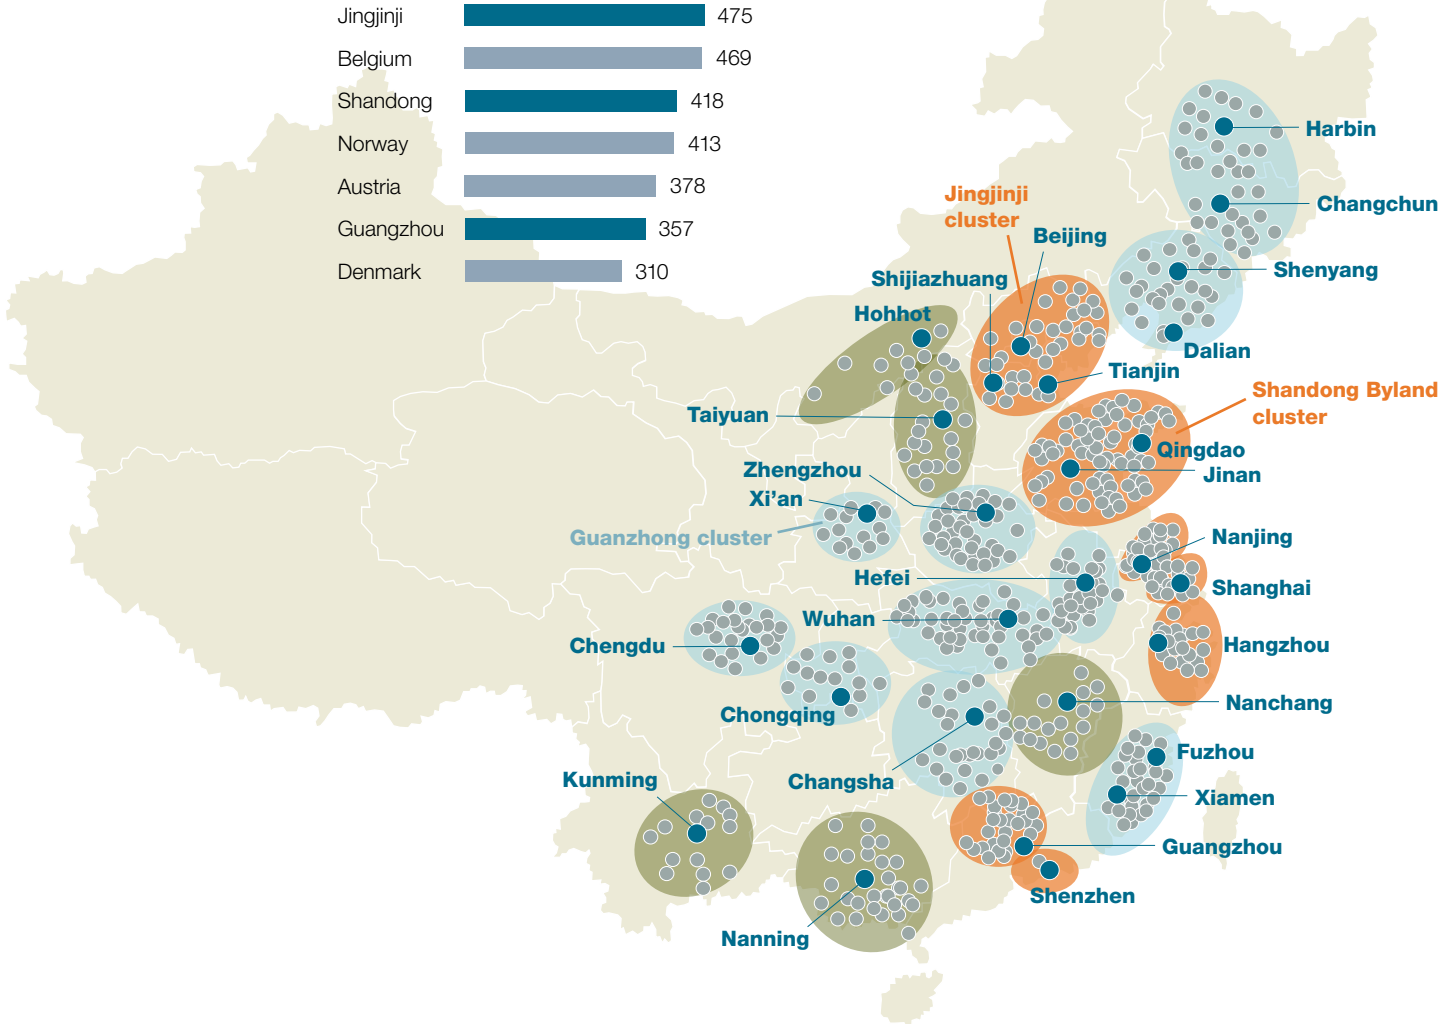 Jingjinji 475
Belgium 469
Shandong 418
Norway 413
Austria 378
Guangzhou 357
Denmark 310
Harbin
Jingjinji
cluster
Changchun
Beijing
Shijiazhuang
Shenyang
Hohhot
Dalian
Tianjin
Shandong Byland
cluster
Taiyuan
Qingdao
Zhengzhou
Jinan
Xi’an
Guanzhong cluster
Nanjing
Hefei
Shanghai
Wuhan
Chengdu
Hangzhou
Nanchang
Chongqing
Fuzhou
Kunming
Changsha
Xiamen
Guangzhou
Shenzhen
Nanning